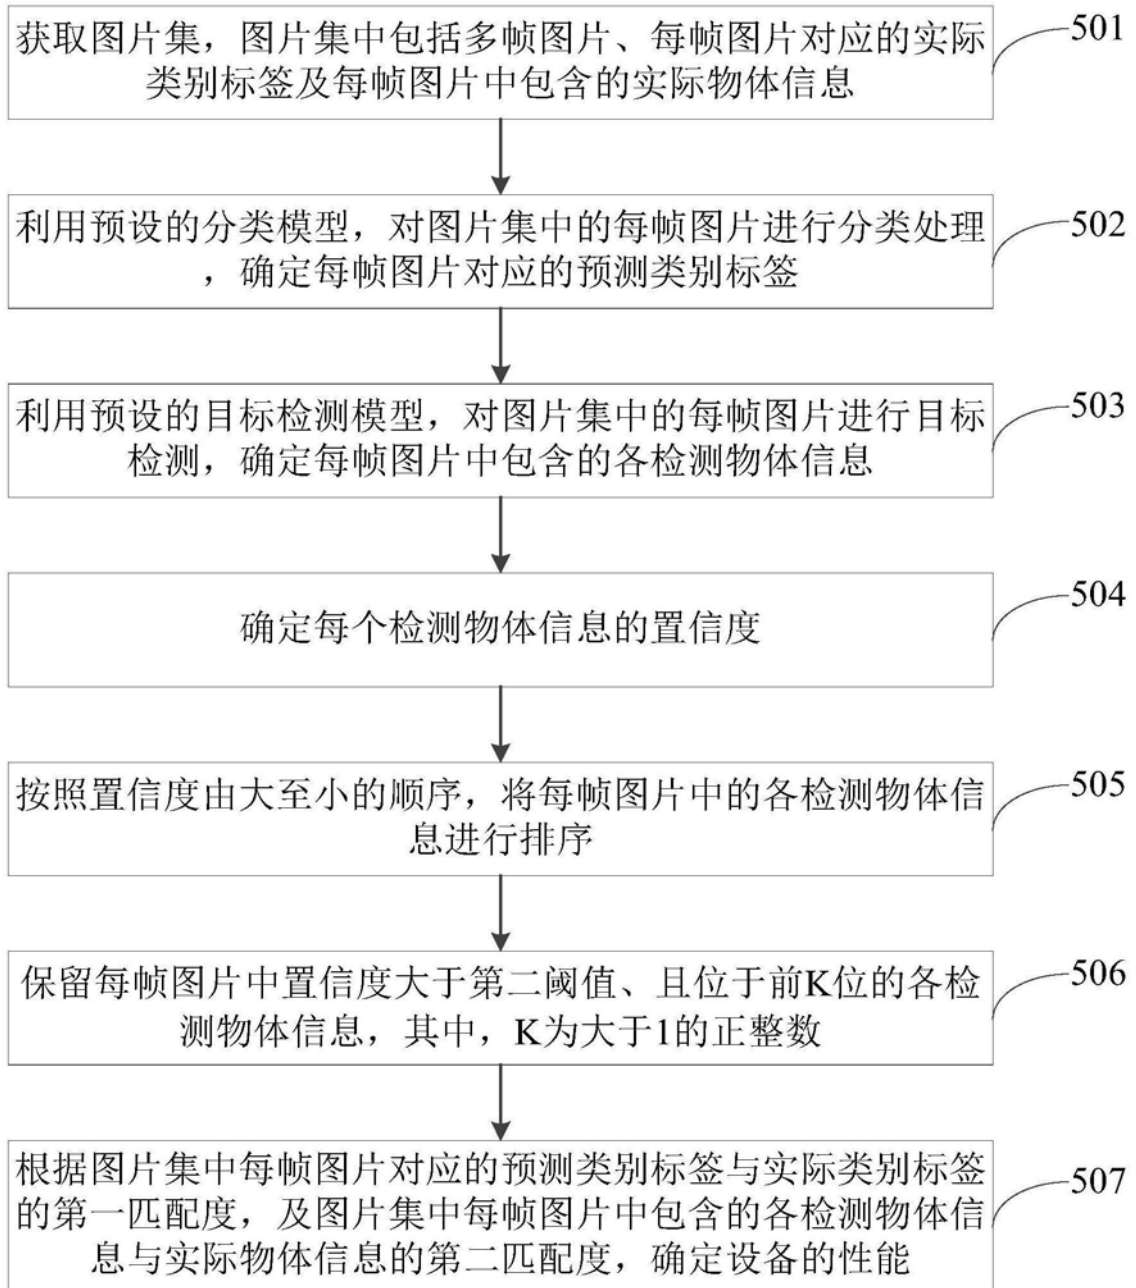 获取图片集，图片集中包括多帧图片、每帧图片对应的实际
类别标签及每帧图片中包含的实际物体信息
501
利用预设的分类模型，对图片集中的每帧图片进行分类处理
，确定每帧图片对应的预测类别标签
502
利用预设的目标检测模型，对图片集中的每帧图片进行目标
检测，确定每帧图片中包含的各检测物体信息
503
确定每个检测物体信息的置信度
504
按照置信度由大至小的顺序，将每帧图片中的各检测物体信
息进行排序
505
保留每帧图片中置信度大于第二阈值、且位于前K位的各检
测物体信息，其中，K为大于1的正整数
506
根据图片集中每帧图片对应的预测类别标签与实际类别标签
的第一匹配度，及图片集中每帧图片中包含的各检测物体信
息与实际物体信息的第二匹配度，确定设备的性能
507